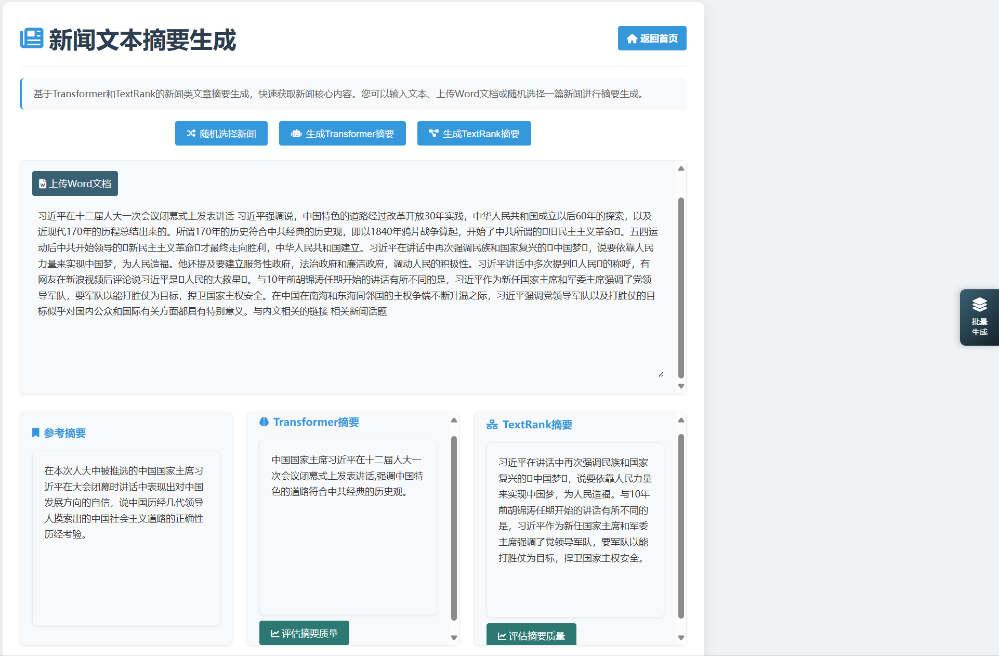 新闻文本摘要生成
返回首页
基于Transformer和TextRank的新闻类文章摘要生成，快速获取新闻核心内容。您可以输入文本、上传Word文档或随机选择一篇新闻进行摘要生成。
随机选择新闻
生成Transformer摘要
生成TextRank摘要
上传Word文档
习近平在十二届人大一次会议闭幕式上发表讲话 习近平强调说，中国特色的道路经过改革开放30年实践，中华人民共和国成立以后60年的探索，以及
近现代170年的历程总结出来的。所谓170年的历史符合中共经典的历史观，即以1840年鸦片战争算起，开始了中共所谓的▯旧民主主义革命▯。五四运
动后中共开始领导的▯新民主主义革命▯才最终走向胜利，中华人民共和国建立。习近平在讲话中再次强调民族和国家复兴的▯中国梦▯，说要依靠人民
力量来实现中国梦，为人民造福。他还提及要建立服务性政府，法治政府和廉洁政府，调动人民的积极性。习近平讲话中多次提到▯人民▯的称呼，有
网友在新浪视频后评论说习近平是▯人民的大救星▯。与10年前胡锦涛任期开始的讲话有所不同的是，习近平作为新任国家主席和军委主席强调了党领
导军队，要军队以能打胜仗为目标，捍卫国家主权安全。在中国在南海和东海同邻国的主权争端不断升温之际，习近平强调党领导军队以及打胜仗的目
标似乎对国内公众和国际有关方面都具有特别意义。与内文相关的链接 相关新闻话题
批量
生成
参考摘要
在本次人大中被推选的中国国家主席习
近平在大会闭幕时讲话中表现出对中国
发展方向的自信，说中国历经几代领导
人摸索出的中国社会主义道路的正确性
历经考验。
Transformer摘要
中国国家主席习近平在十二届人大一
次会议闭幕式上发表讲话,强调中国特
色的道路符合中共经典的历史观。
评估摘要质量
TextRank摘要
习近平在讲话中再次强调民族和国家
复兴的▯中国梦▯，说要依靠人民力量
来实现中国梦，为人民造福。与10年
前胡锦涛任期开始的讲话有所不同的
是，习近平作为新任国家主席和军委
主席强调了党领导军队，要军队以能
打胜仗为目标，捍卫国家主权安全。
评估摘要质量